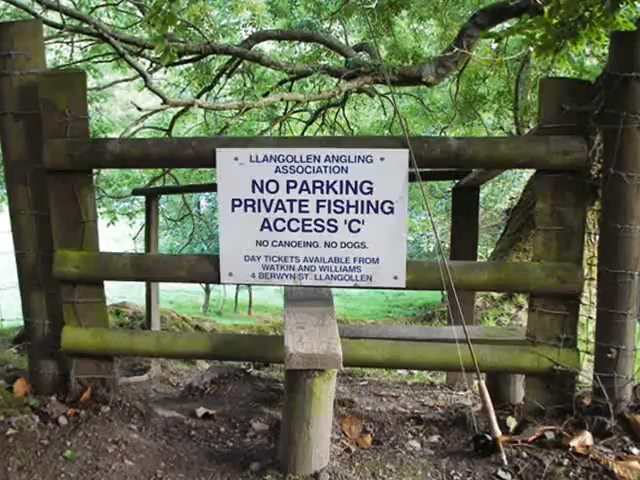 LLANGOLLEN ANGLING
ASSOCIATION
NO PARKING
PRIVATE FISHING
ACCESS 'C'
NO CANOEING. NO DOGS.
DAY TICKETS AVAILABLE FROM
WATKIN AND WILLIAMS
4 BERWYN ST. LLANGOLLEN